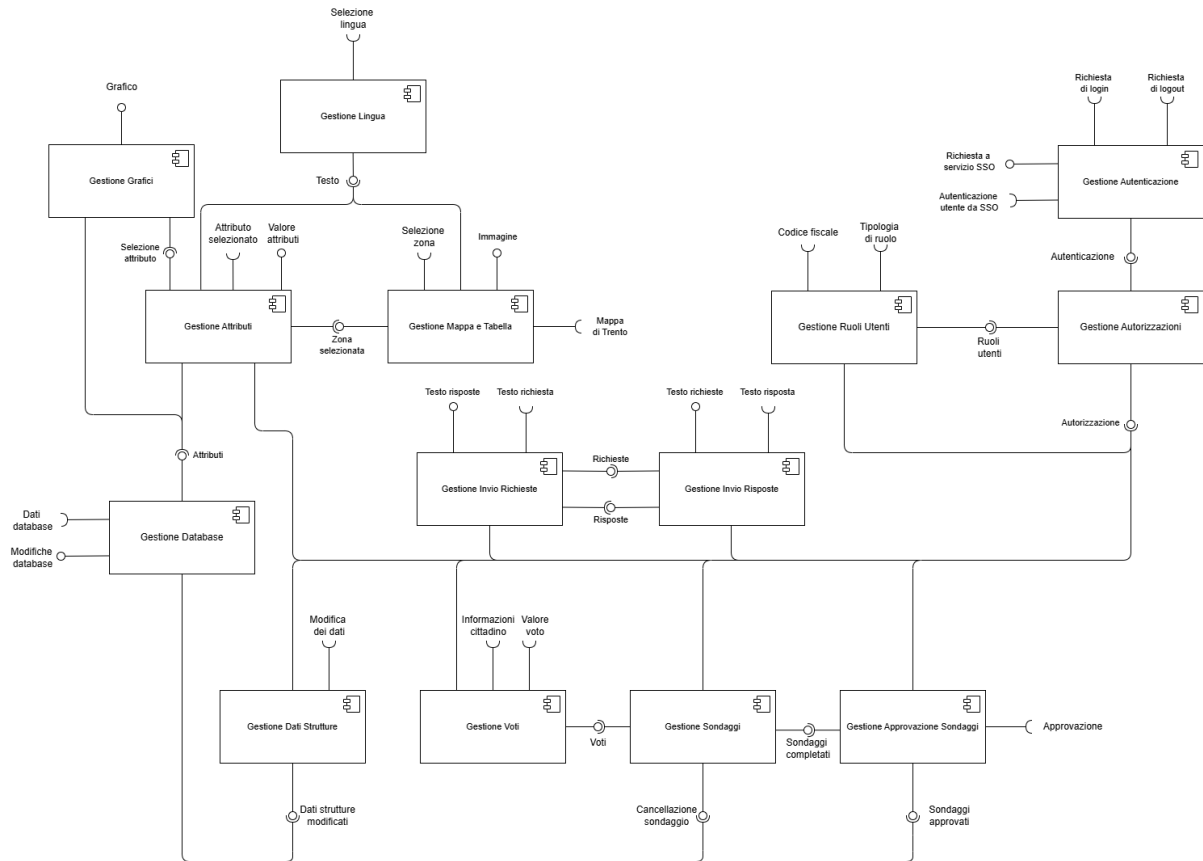 Selezione
lingua
Gestione Lingua
Grafico
Gestione Grafici
Testo
Richiesta
di login
Richiesta
di logout
Richiesta a
servizio SSO
Gestione Autenticazione
Autenticazione
utente da SSO
Selezione
attributo
Attributo
selezionato
Valore
attributi
Selezione
zona
Immagine
Codice fiscale
Tipologia
di ruolo
Autenticazione
Gestione Attributi
Zona
selezionata
Gestione Mappa e Tabella
Mappa
di Trento
Gestione Ruoli Utenti
Ruoli
utenti
Gestione Autorizzazioni
Testo risposte
Testo richiesta
Testo richieste
Testo risposta
Autorizzazione
Attributi
Gestione Invio Richieste
Richieste
Risposte
Gestione Invio Risposte
Dati
database
Modifiche
database
Gestione Database
Modifica
dei dati
Informazioni
cittadino
Valore
voto
Gestione Dati Strutture
Gestione Voti
Voti
Gestione Sondaggi
Sondaggi
completati
Gestione Approvazione Sondaggi
Approvazione
Dati strutture
modificati
Cancellazione
sondaggio
Sondaggi
approvati